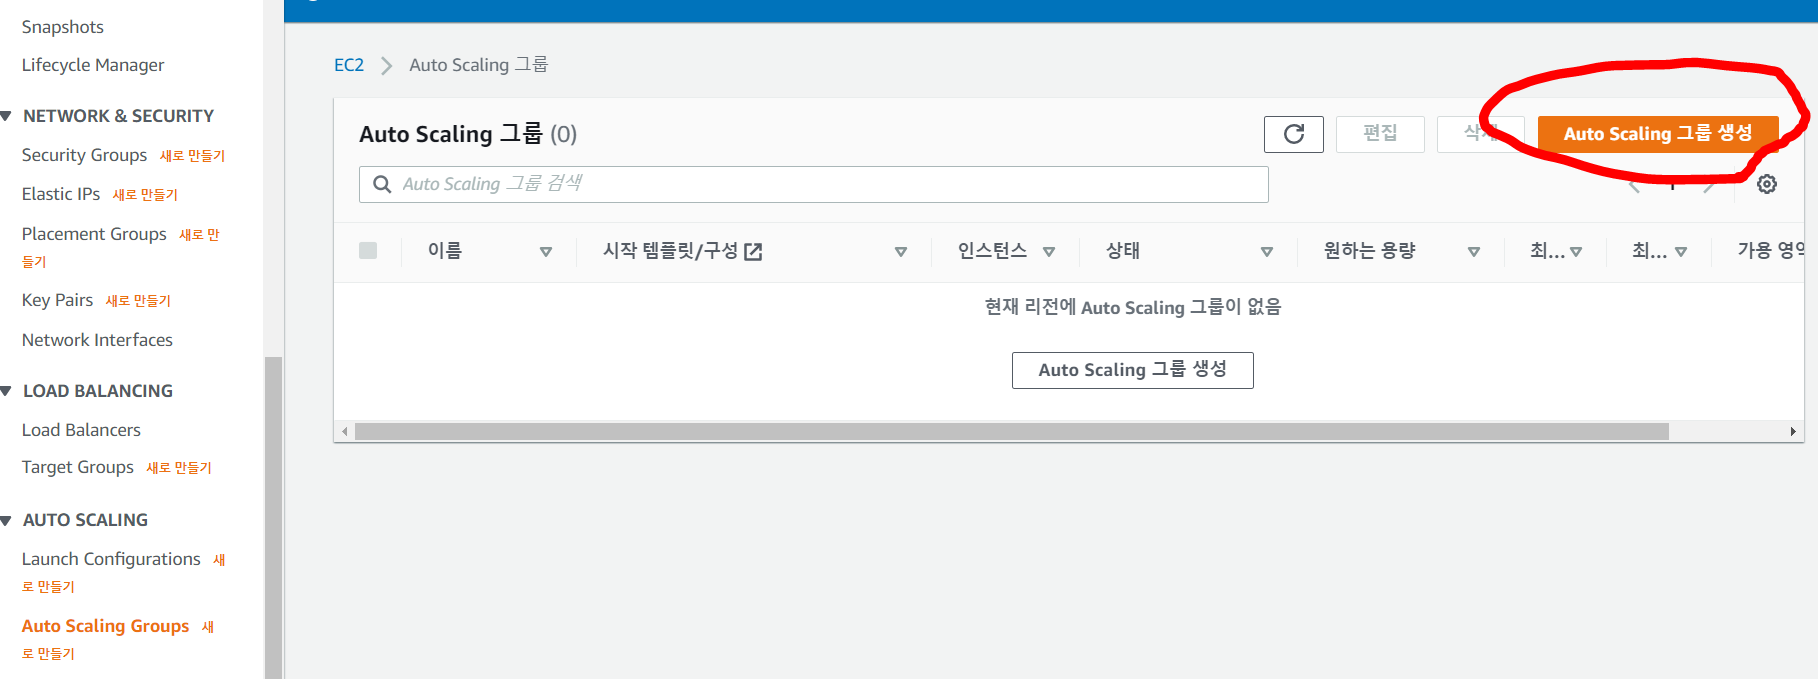 Snapshots
Lifecycle Manager
NETWORK & SECURITY
Security Groups 새로 만들기
Elastic IPs 새로 만들기
Placement Groups 새로 만
들기
Key Pairs 새로 만들기
Network Interfaces
LOAD BALANCING
Load Balancers
Target Groups 새로 만들기
AUTO SCALING
Launch Configurations 새
로 만들기
Auto Scaling Groups 새
로 만들기
EC2 Auto Scaling 그룹
Auto Scaling 그룹 (0)
편집
Auto Scaling 그룹 생성
Auto Scaling 그룹 검색
이름 시작 템플릿/구성 인스턴스 상태 원하는 용량 최... 최... 가용 영역
현재 리전에 Auto Scaling 그룹이 없음
Auto Scaling 그룹 생성